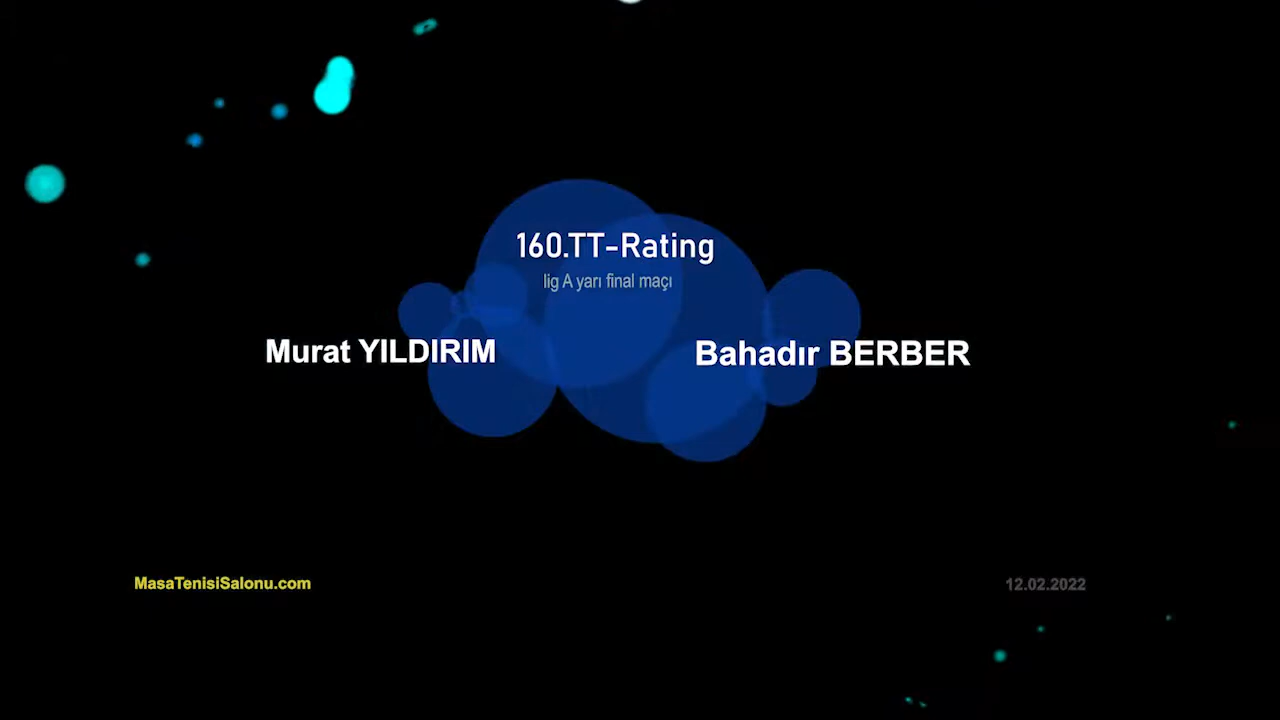 160.TT-Rating
lig A yarı final maçı
Murat YILDIRIM
Bahadır BERBER
MasaTenisiSalonu.com
12.02.2022